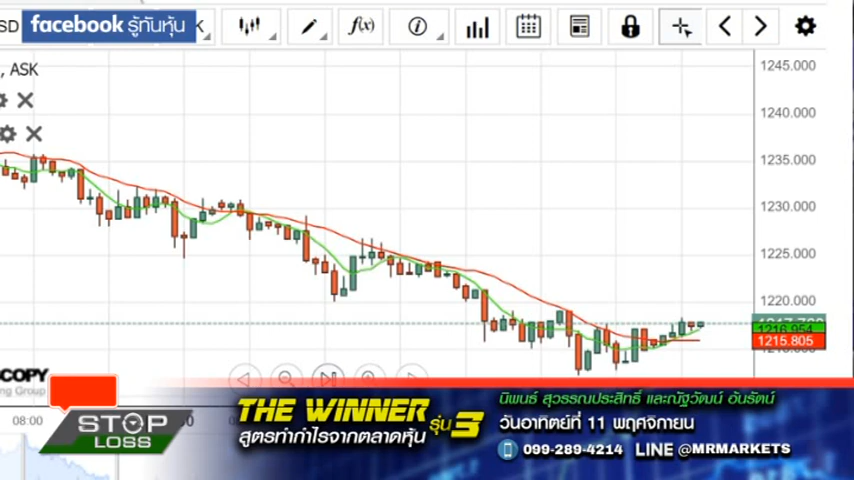 SD
facebook รู้ทันหุ้น
K
f(x)
, ASK
1245.000
1240.000
1235.000
1230.000
1225.000
1220.000
1216.954
1215.805
COPY
ing Group
08:00
STOP
LOSS
THE WINNER รุ่น 3
สูตรทำกำไรจากตลาดหุ้น
นิพนธ์ สุวรรณประสิทธิ์ และณัฐวัฒน์ อ้นรัตน์
วันอาทิตย์ที่ 11 พฤศจิกายน
099-289-4214 LINE @MRMARKETS